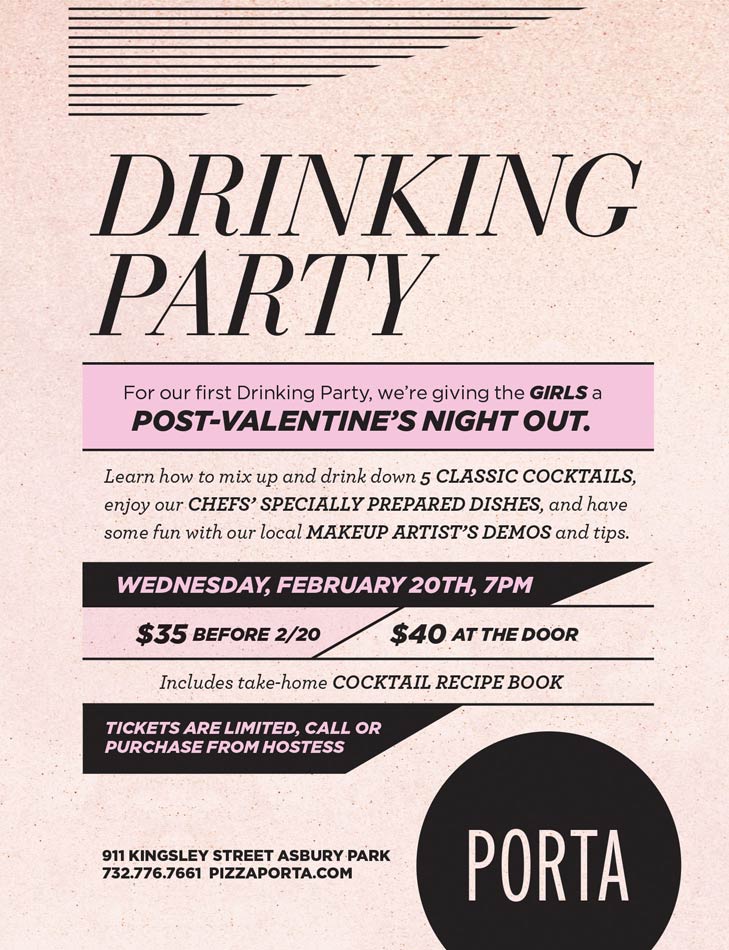 DRINKING
PARTY
For our first Drinking Party, we're giving the GIRLS a
POST-VALENTINE'S NIGHT OUT.
Learn how to mix up and drink down 5 CLASSIC COCKTAILS,
enjoy our CHEFS' SPECIALLY PREPARED DISHES, and have
some fun with our local MAKEUP ARTIST'S DEMOS and tips.
WEDNESDAY, FEBRUARY 20TH, 7PM
$35 BEFORE 2/20 $40 AT THE DOOR
Includes take-home COCKTAIL RECIPE BOOK
TICKETS ARE LIMITED, CALL OR
PURCHASE FROM HOSTESS
911 KINGSLEY STREET ASBURY PARK
732.776.7661 PIZZAPORTA.COM
PORTA